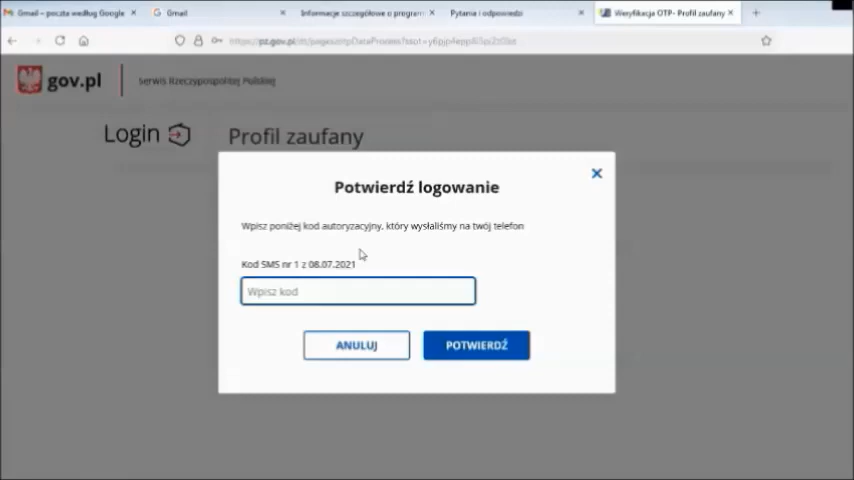 Gmail – poczta według Google
Gmail
Informacje szczegółowe o program
Pytania i odpowiedzi
Weryfikacja OTP- Profil zaufany
gov.pl
Serwis Rzeczypospolitej Polskiej
Login
Profil zaufany
Potwierdź logowanie
Wpisz poniżej kod autoryzacyjny, który wysłaliśmy na twój telefon
Kod SMS nr 1 z 08.07.2021
Wpisz kod
ANULUJ
POTWIERDŹ